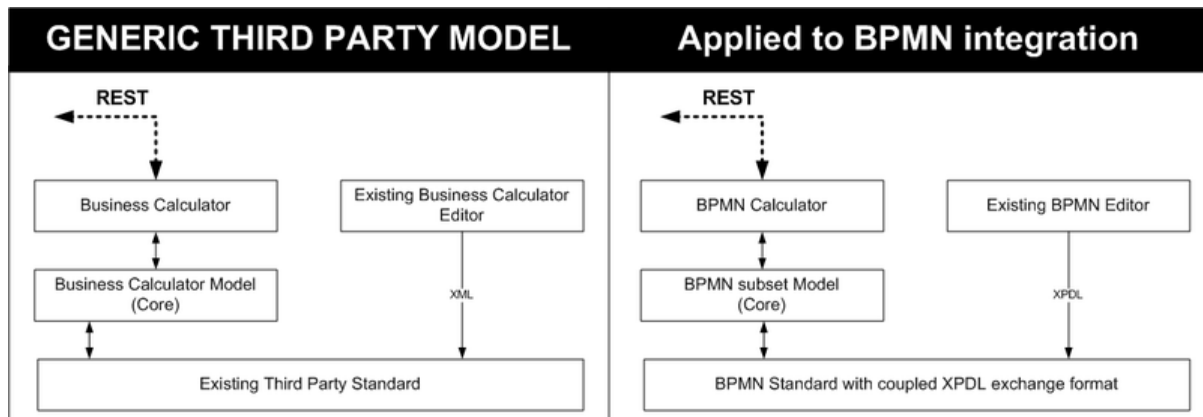 GENERIC THIRD PARTY MODEL
REST
Business Calculator
Existing Business Calculator
Editor
Business Calculator Model
(Core)
XML
Existing Third Party Standard
Applied to BPMN integration
REST
BPMN Calculator
Existing BPMN Editor
BPMN subset Model
(Core)
XPDL
BPMN Standard with coupled XPDL exchange format